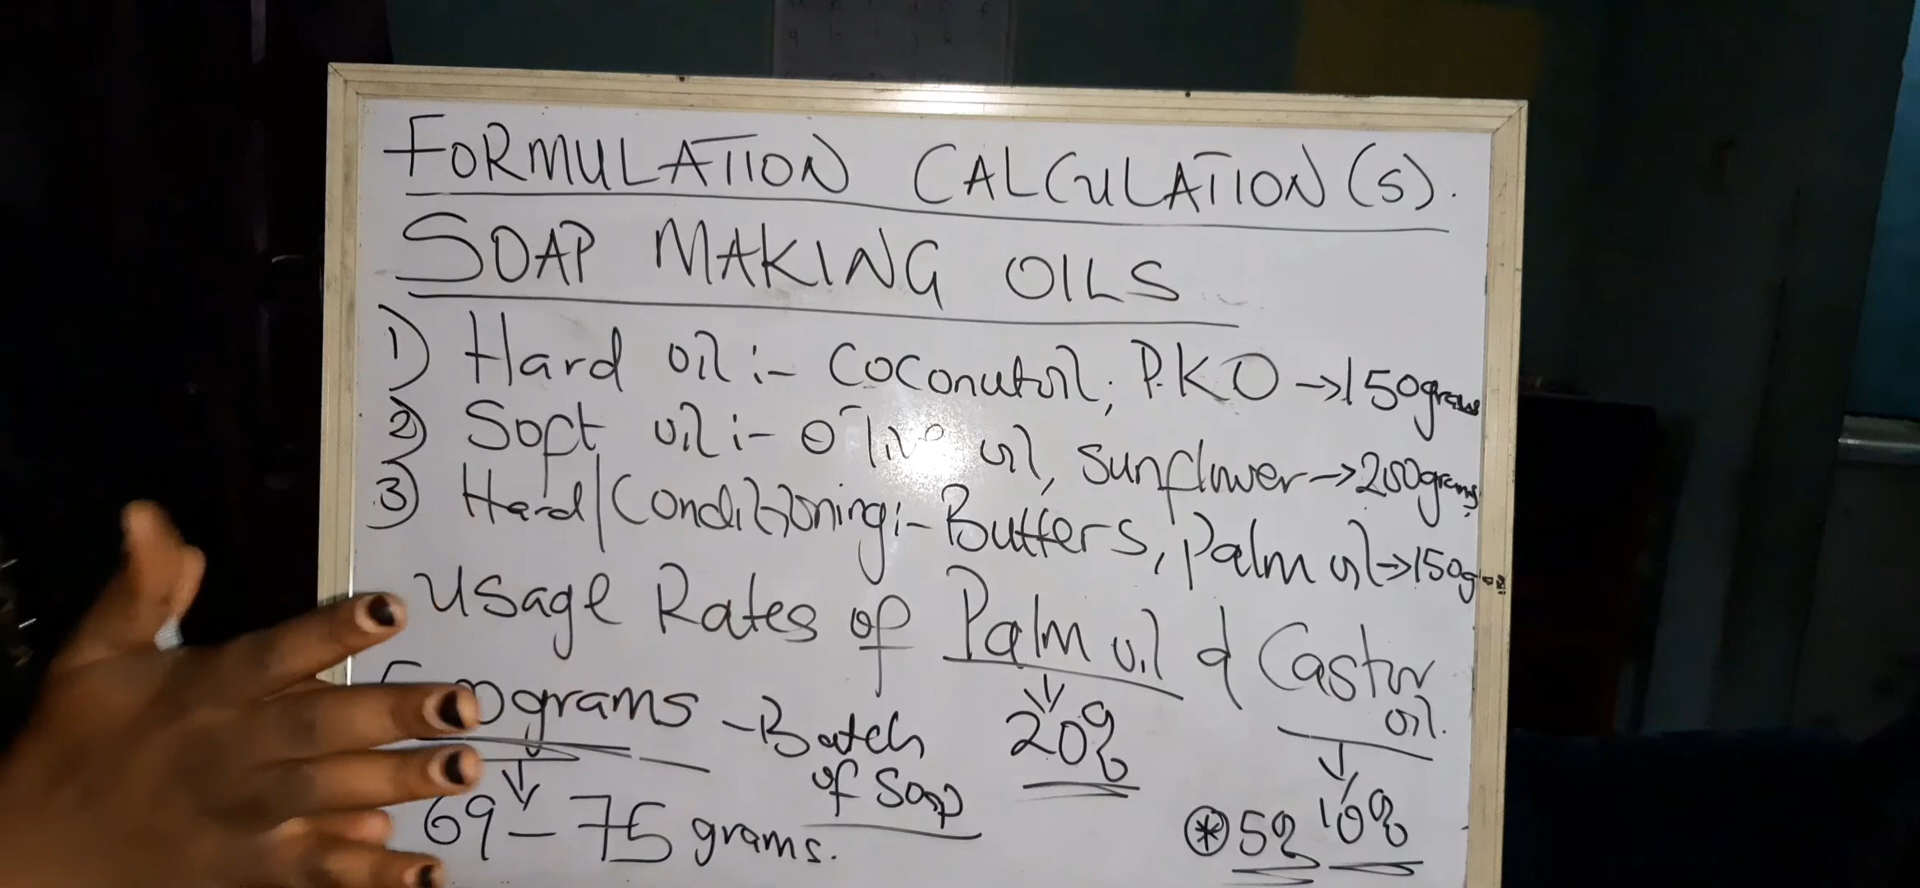 FORMULATION CALCULATION(S).
SOAP MAKING OILS
1) Hard oil :- Coconut oil, P.K.O → 150grams
2) Soft oil :- Olive oil, Sunflower → 200grams
3) Hard/Conditioning :- Butters, Palm oil → 150grams
Usage Rates of Palm oil & Castor oil.
grams - Batch of Soap
20%
69 - 75 grams.
* 5% 10%